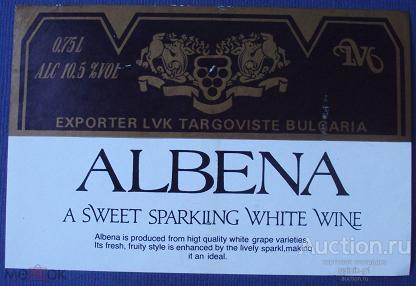 0.75L
ALC 10.5 %VOL
LVK
EXPORTER LVK TARGOVISTE BULGARIA
ALBENA
A SWEET SPARKLING WHITE WINE
Albena is produced from higt quality white grape varieties,
Its fresh, fruity style is enhanced by the lively sparkl,making
it an ideal.
Auction.ru